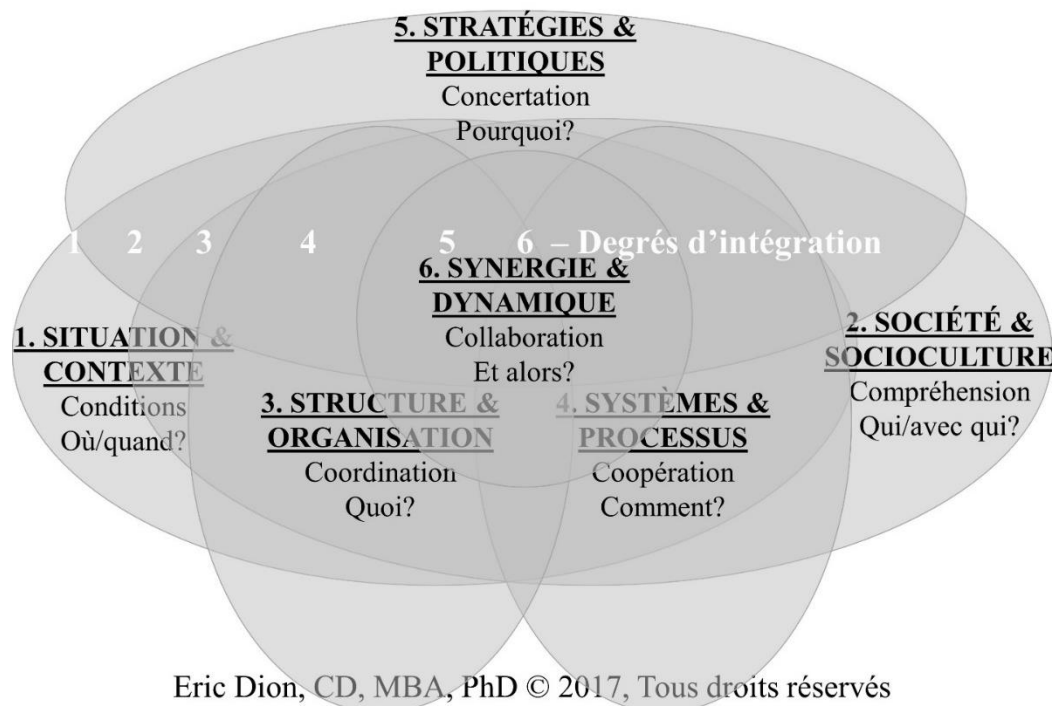 5. STRATÉGIES &
POLITIQUES
Concertation
Pourquoi?
1 2 3 4 5 6 – Degrés d’intégration
6. SYNERGIE &
DYNAMIQUE
Collaboration
Et alors?
1. SITUATION &
CONTEXTE
Conditions
Où/quand?
2. SOCIÉTÉ &
SOCIOCULTURE
Compréhension
Qui/avec qui?
3. STRUCTURE &
ORGANISATION
Coordination
Quoi?
4. SYSTÈMES &
PROCESSUS
Coopération
Comment?
Eric Dion, CD, MBA, PhD © 2017, Tous droits réservés